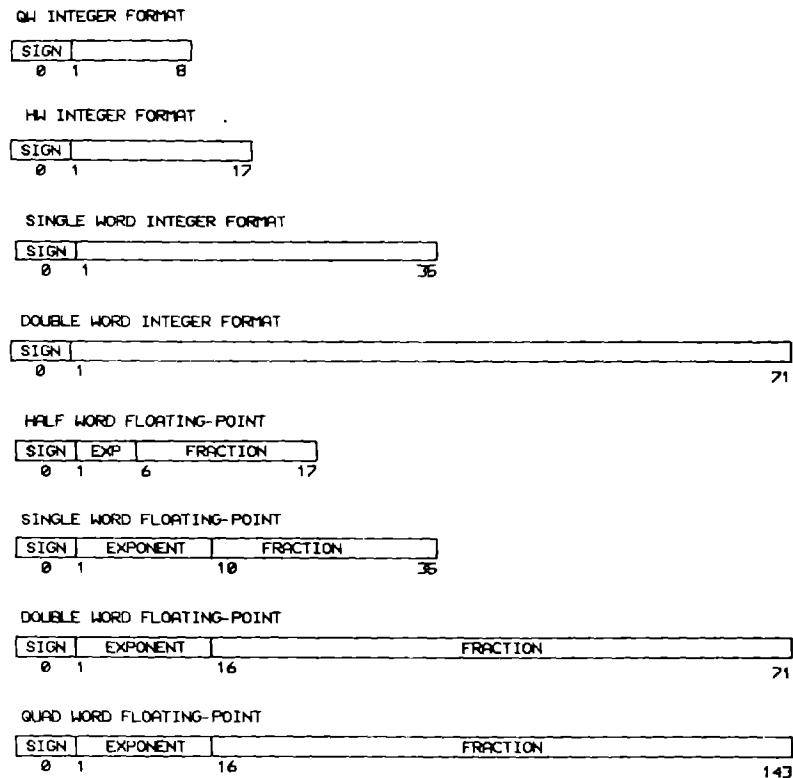 QW INTEGER FORMAT
SIGN
0 1 8
HW INTEGER FORMAT
SIGN
0 1 17
SINGLE WORD INTEGER FORMAT
SIGN
0 1 35
DOUBLE WORD INTEGER FORMAT
SIGN
0 1 71
HALF WORD FLOATING-POINT
SIGN EXP FRACTION
0 1 6 17
SINGLE WORD FLOATING-POINT
SIGN EXPONENT FRACTION
0 1 10 35
DOUBLE WORD FLOATING-POINT
SIGN EXPONENT FRACTION
0 1 16 71
QUAD WORD FLOATING-POINT
SIGN EXPONENT FRACTION
0 1 16 143